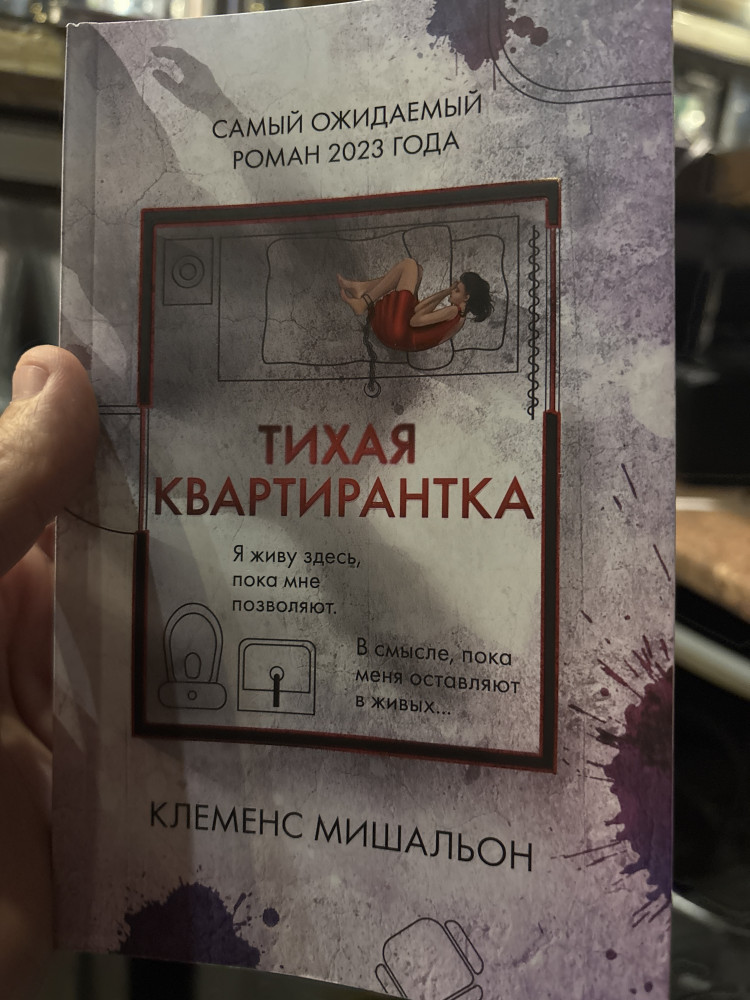 САМЫЙ ОЖИДАЕМЫЙ
РОМАН 2023 ГОДА
ТИХАЯ
КВАРТИРАНТКА
Я живу здесь,
пока мне
позволяют.
В смысле, пока
меня оставляют
в живых...
КЛЕМЕНС МИШАЛЬОН